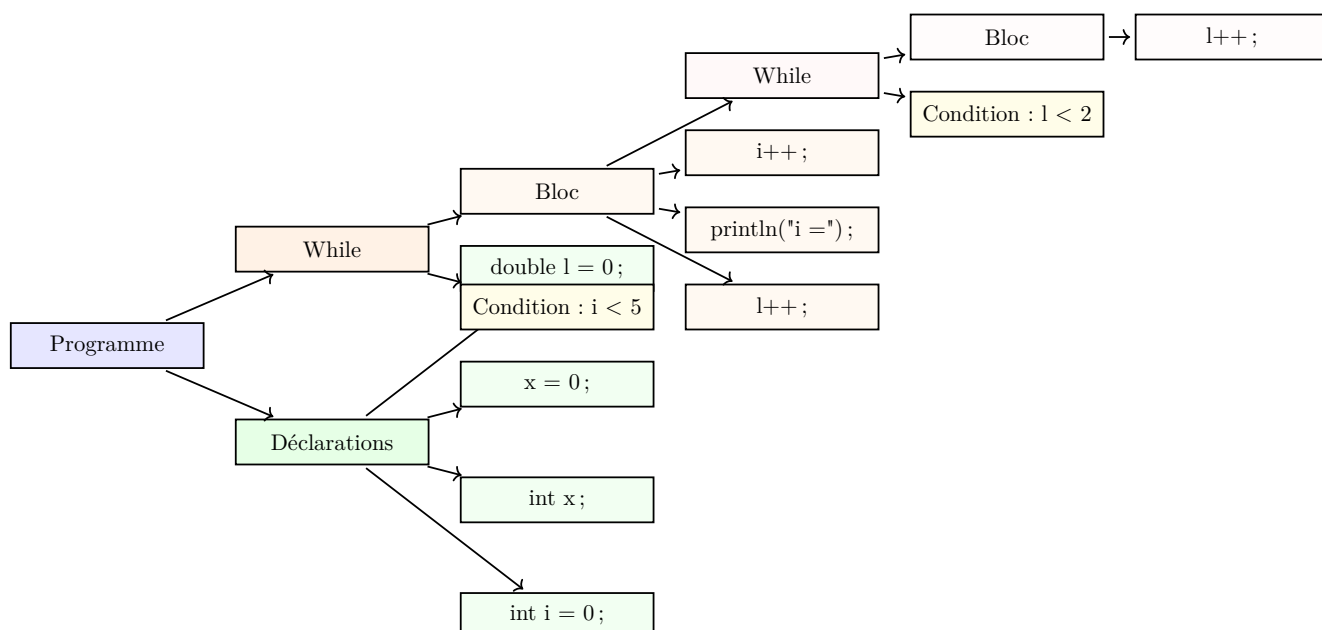 Bloc
l++ ;
While
Condition : l < 2
i++ ;
Bloc
println("i =") ;
While
double l = 0 ;
Condition : i < 5
l++ ;
Programme
x = 0 ;
Déclarations
int x ;
int i = 0 ;